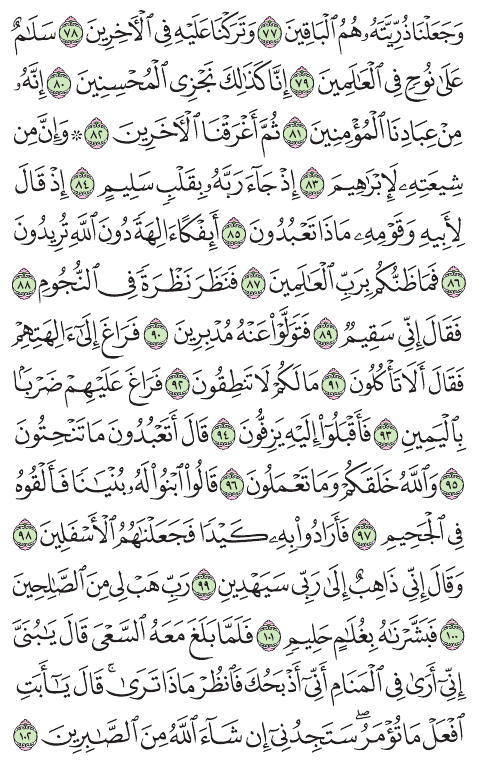 وَجَعَلْنَا ذُرِّيَّتَهُۥ هُمُ ٱلْبَاقِينَ ٧٧ وَتَرَكْنَا عَلَيْهِ فِى ٱلْأَخِرِينَ ٧٨ سَلَٰمٌ
عَلَىٰ نُوحٍ فِى ٱلْعَٰلَمِينَ ٧٩ إِنَّا كَذَٰلِكَ نَجْزِى ٱلْمُحْسِنِينَ ٨٠ إِنَّهُۥ
مِنْ عِبَادِنَا ٱلْمُؤْمِنِينَ ٨١ ثُمَّ أَغْرَقْنَا ٱلْأَخَرِينَ ٨٢ ۞ وَإِنَّ مِن
شِيعَتِهِۦ لَإِبْرَٰهِيمَ ٨٣ إِذْ جَآءَ رَبَّهُۥ بِقَلْبٍ سَلِيمٍ ٨٤ إِذْ قَالَ
لِأَبِيهِ وَقَوْمِهِۦ مَاذَا تَعْبُدُونَ ٨٥ أَئِفْكًا ءَالِهَةً دُونَ ٱللَّهِ تُرِيدُونَ
٨٦ فَمَا ظَنُّكُم بِرَبِّ ٱلْعَٰلَمِينَ ٨٧ فَنَظَرَ نَظْرَةً فِى ٱلنُّجُومِ ٨٨
فَقَالَ إِنِّى سَقِيمٌ ٨٩ فَتَوَلَّوْا۟ عَنْهُ مُدْبِرِينَ ٩٠ فَرَاغَ إِلَىٰٓ ءَالِهَتِهِمْ
فَقَالَ أَلَا تَأْكُلُونَ ٩١ مَا لَكُمْ لَا تَنطِقُونَ ٩٢ فَرَاغَ عَلَيْهِمْ ضَرْبًۢا
بِٱلْيَمِينِ ٩٣ فَأَقْبَلُوٓا۟ إِلَيْهِ يَزِفُّونَ ٩٤ قَالَ أَتَعْبُدُونَ مَا تَنْحِتُونَ
٩٥ وَٱللَّهُ خَلَقَكُمْ وَمَا تَعْمَلُونَ ٩٦ قَالُوا۟ ٱبْنُوا۟ لَهُۥ بُنْيَٰنًا فَأَلْقُوهُ
فِى ٱلْجَحِيمِ ٩٧ فَأَرَادُوا۟ بِهِۦ كَيْدًا فَجَعَلْنَٰهُمُ ٱلْأَسْفَلِينَ ٩٨
وَقَالَ إِنِّى ذَاهِبٌ إِلَىٰ رَبِّى سَيَهْدِينِ ٩٩ رَبِّ هَبْ لِى مِنَ ٱلصَّٰلِحِينَ
١٠٠ فَبَشَّرْنَٰهُ بِغُلَٰمٍ حَلِيمٍ ١٠١ فَلَمَّا بَلَغَ مَعَهُ ٱلسَّعْىَ قَالَ يَٰبُنَىَّ
إِنِّىٓ أَرَىٰ فِى ٱلْمَنَامِ أَنِّىٓ أَذْبَحُكَ فَٱنظُرْ مَاذَا تَرَىٰ ۚ قَالَ يَٰٓأَبَتِ
ٱفْعَلْ مَا تُؤْمَرُ ۖ سَتَجِدُنِىٓ إِن شَآءَ ٱللَّهُ مِنَ ٱلصَّٰبِرِينَ ١٠٢